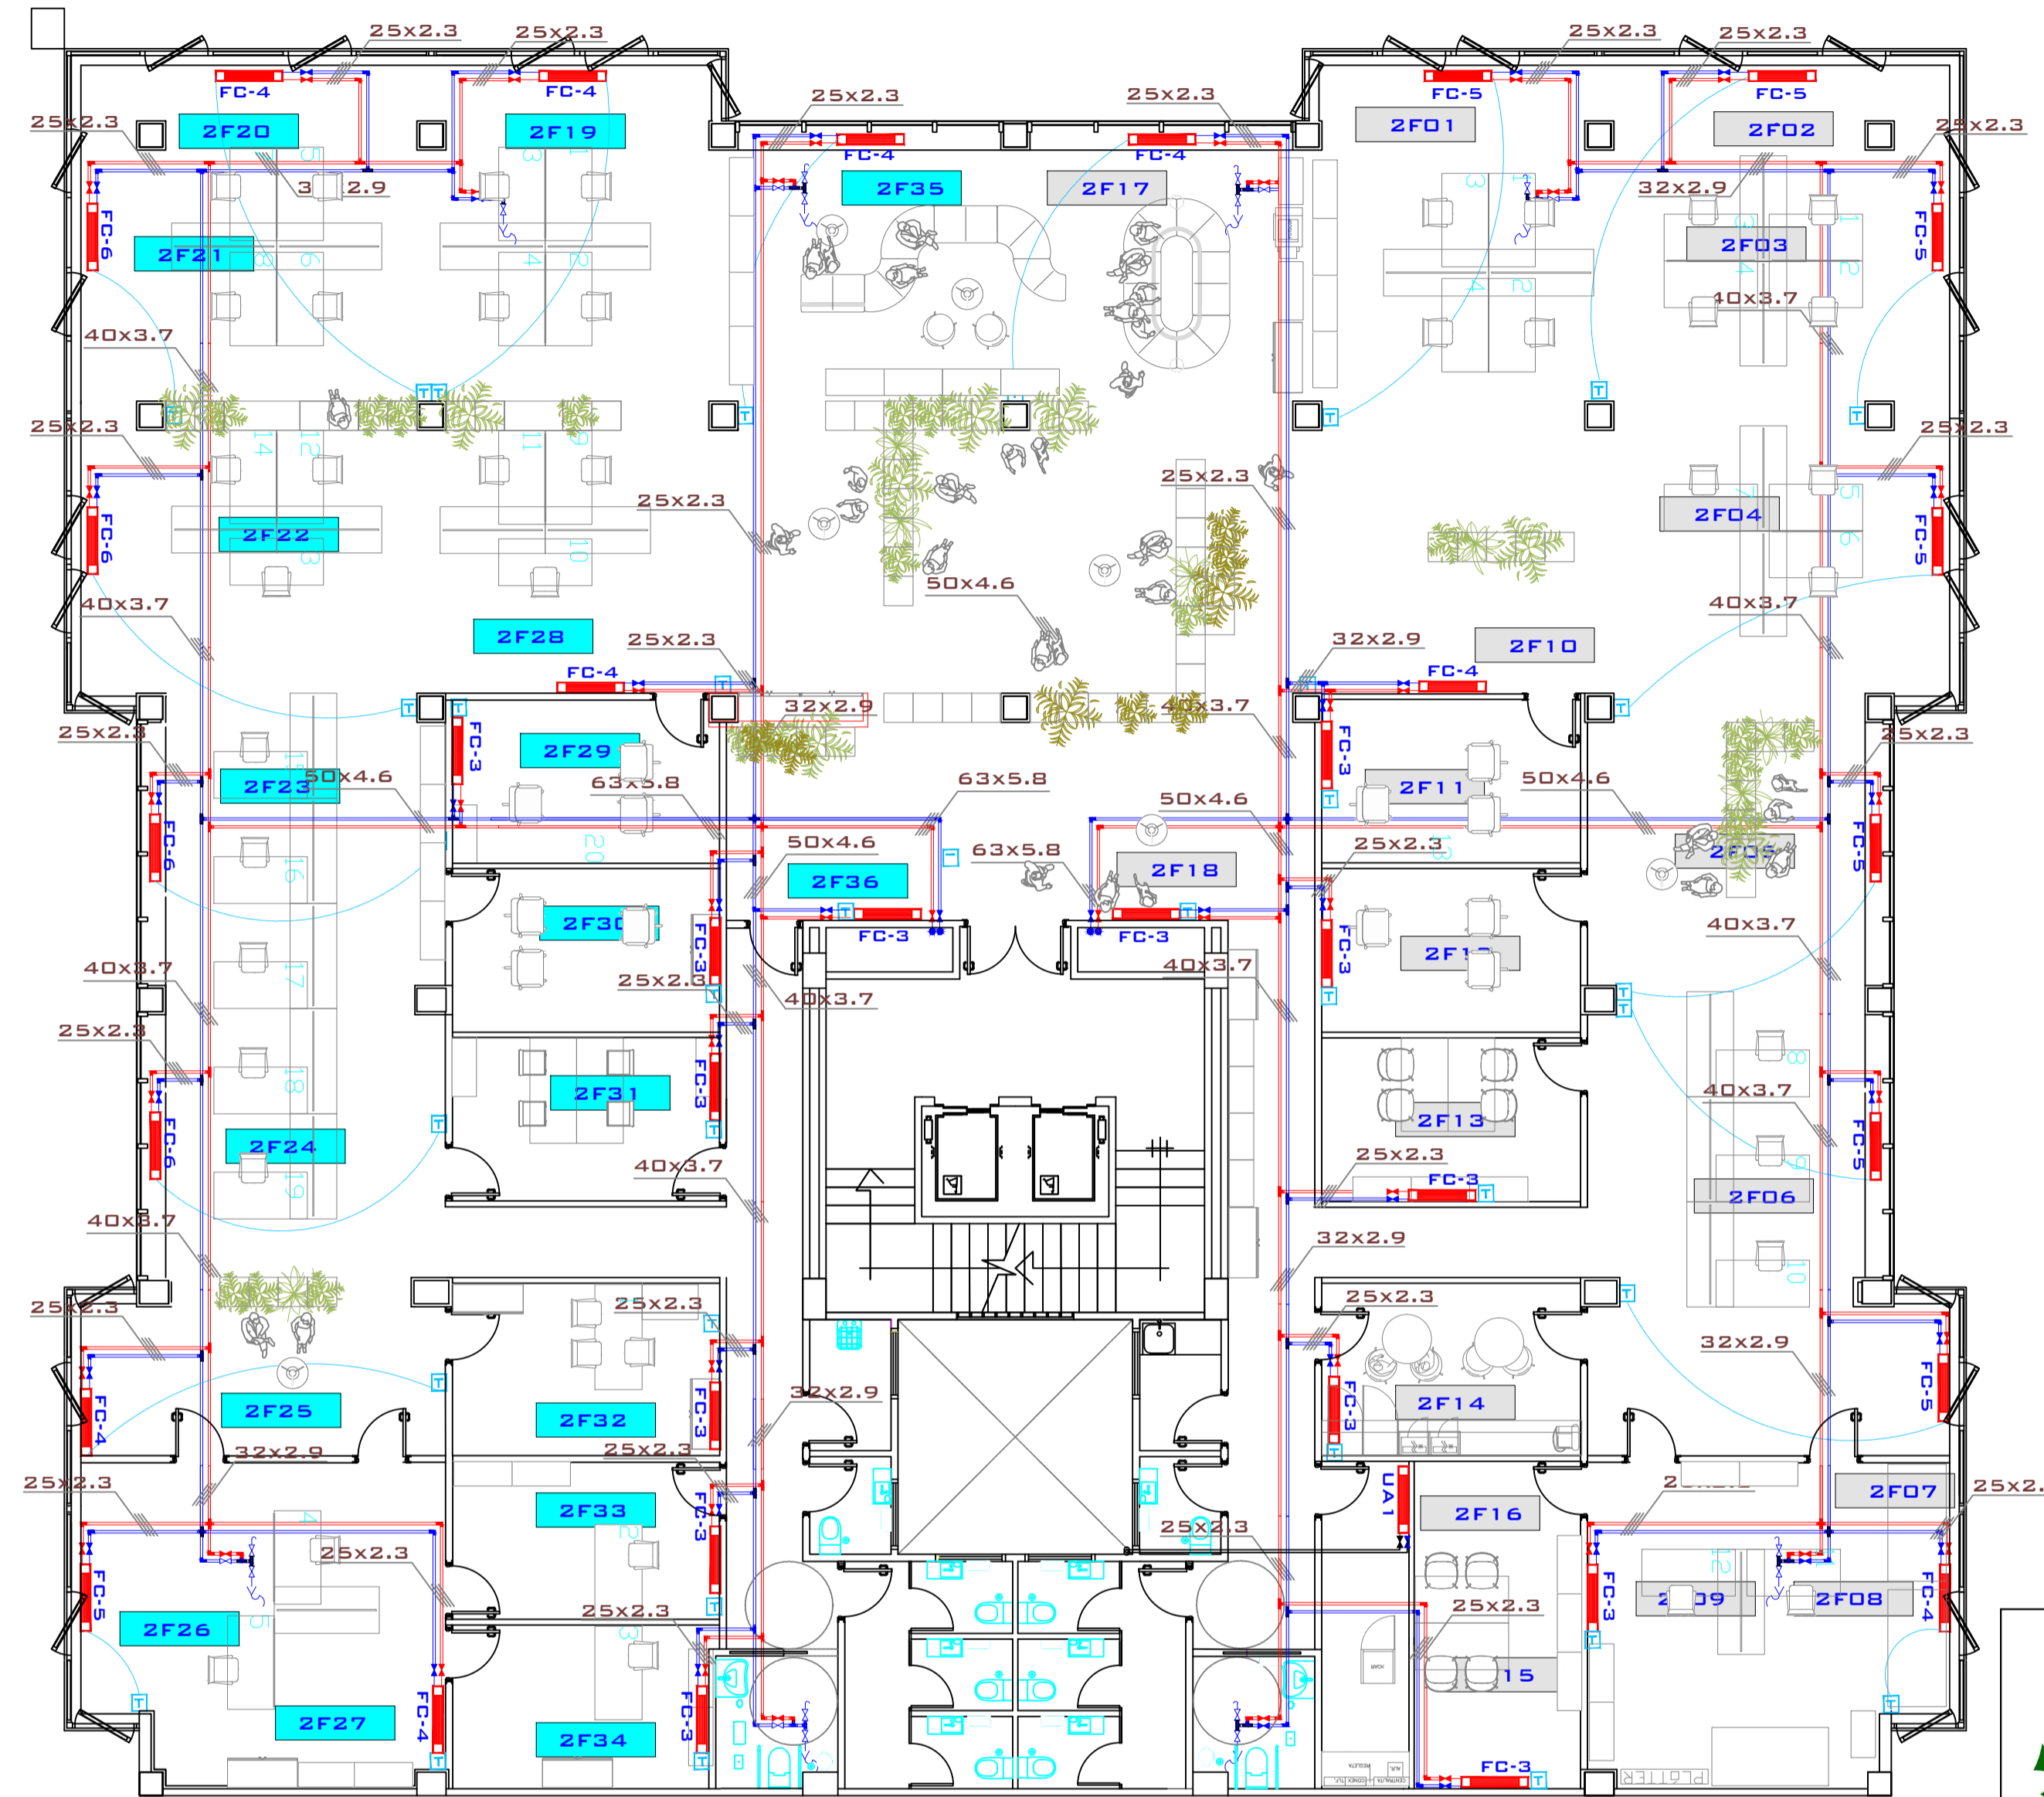 25x2.3
25x2.3
25x2.3
25x2.3
FC-4
FC-4
FC-5
FC-5
25x2.3
25x2.3
25x2.3
2F20
2F19
2F01
2F02
25x2.3
FC-4
FC-4
2F35
2F17
32x2.9
FC-6
2F21
2F03
FC-5
40x3.7
40x3.7
25x2.3
25x2.3
25x2.3
25x2.3
2F22
FC-6
2F04
FC-5
50x4.6
40x3.7
40x3.7
2F28
25x2.3
32x2.9
2F10
FC-4
FC-4
32x2.9
40x3.7
25x2.3
25x2.3
FC-3
2F29
FC-3
2F23
50x4.6
63x5.8
63x5.8
50x4.6
2F11
50x4.6
FC-6
50x4.6
25x2.3
FC-5
2F36
63x5.8
2F18
FC-3
FC-3
FC-3
FC-3
40x3.7
40x3.7
25x2.3
40x3.7
40x3.7
25x2.3
FC-3
2F31
2F13
40x3.7
2F24
FC-6
FC-5
40x3.7
25x2.3
FC-3
2F06
40x3.7
32x2.9
25x2.3
25x2.3
25x2.3
32x2.9
32x2.9
2F25
FC-4
2F32
FC-3
FC-3
2F14
FC-5
32x2.9
25x2.3
25x2.3
2F33
FC-3
UA1
2F16
2F07
25x2.3
25x2.3
FC-5
FC-3
2F08
FC-4
2F26
25x2.3
25x2.3
15
2F27
FC-4
2F34
FC-3
FC-3
PLOTTER